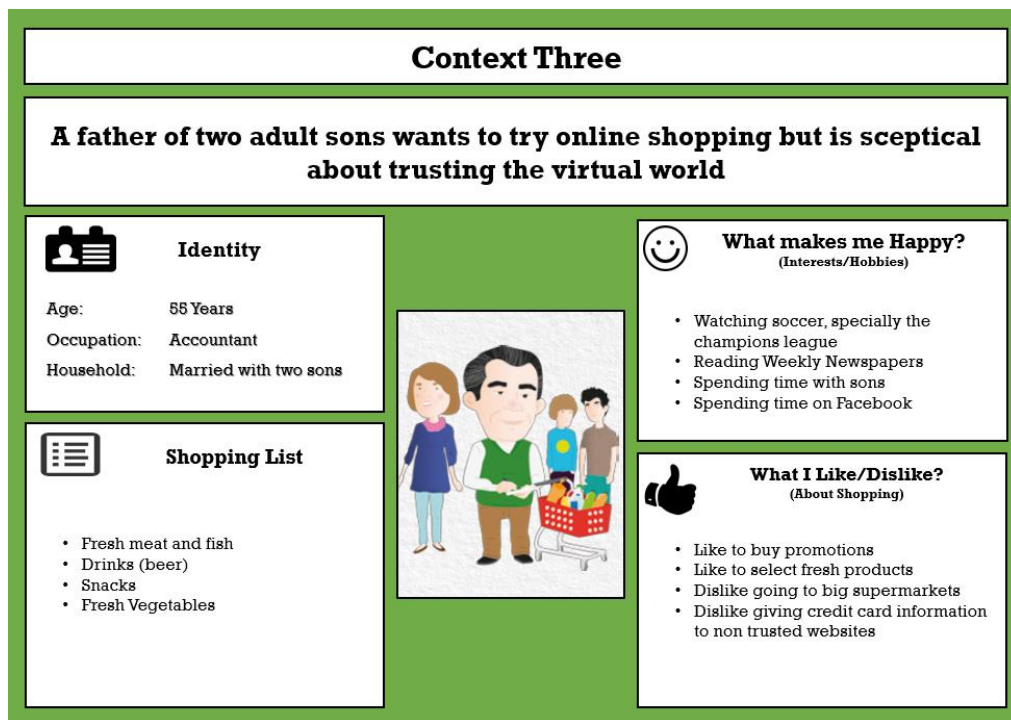 Context Three
A father of two adult sons wants to try online shopping but is sceptical
about trusting the virtual world
Identity
Age: 55 Years
Occupation: Accountant
Household: Married with two sons
Shopping List
• Fresh meat and fish
• Drinks (beer)
• Snacks
• Fresh Vegetables
What makes me Happy?
(Interests/Hobbies)
• Watching soccer, specially the
champions league
• Reading Weekly Newspapers
• Spending time with sons
• Spending time on Facebook
What I Like/Dislike?
(About Shopping)
• Like to buy promotions
• Like to select fresh products
• Dislike going to big supermarkets
• Dislike giving credit card information
to non trusted websites